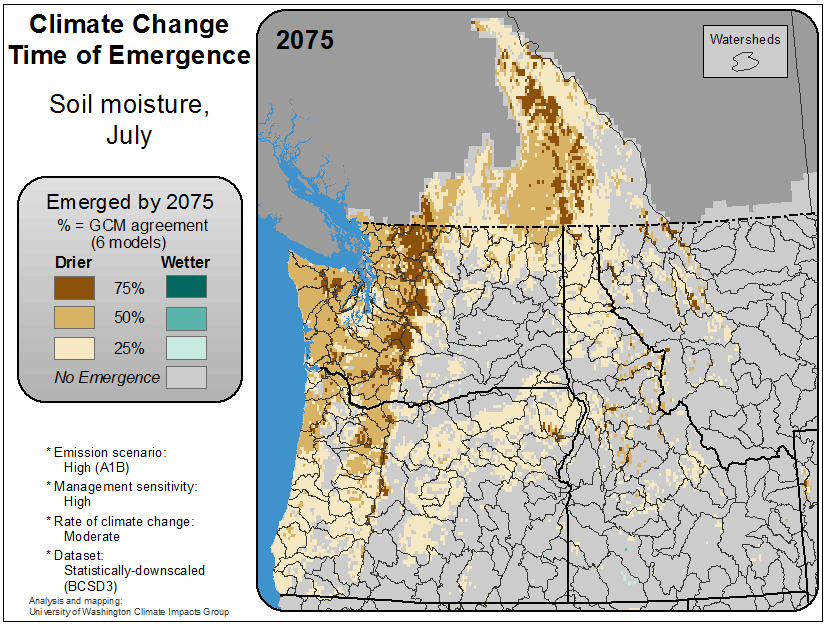 Climate Change
Time of Emergence
Soil moisture,
July
Emerged by 2075
% = GCM agreement
(6 models)
Drier Wetter
75%
50%
25%
No Emergence
* Emission scenario:
High (A1B)
* Management sensitivity:
High
* Rate of climate change:
Moderate
* Dataset:
Statistically-downscaled
(BCSD3)
Analysis and mapping:
University of Washington Climate Impacts Group
2075
Watersheds